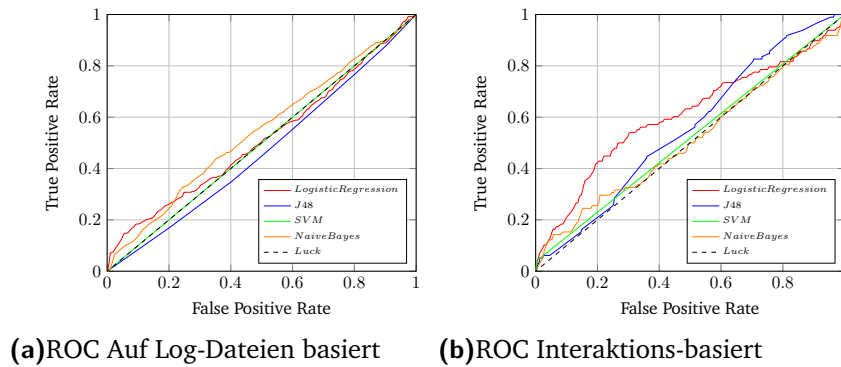 True Positive Rate
1
0.8
0.6
0.4
0.2
0
0 0.2 0.4 0.6 0.8 1
False Positive Rate
LogisticRegression
J48
SVM
NaiveBayes
Luck
(a)ROC Auf Log-Dateien basiert
True Positive Rate
1
0.8
0.6
0.4
0.2
0
0 0.2 0.4 0.6 0.8
False Positive Rate
LogisticRegression
J48
SVM
NaiveBayes
Luck
(b)ROC Interaktions-basiert